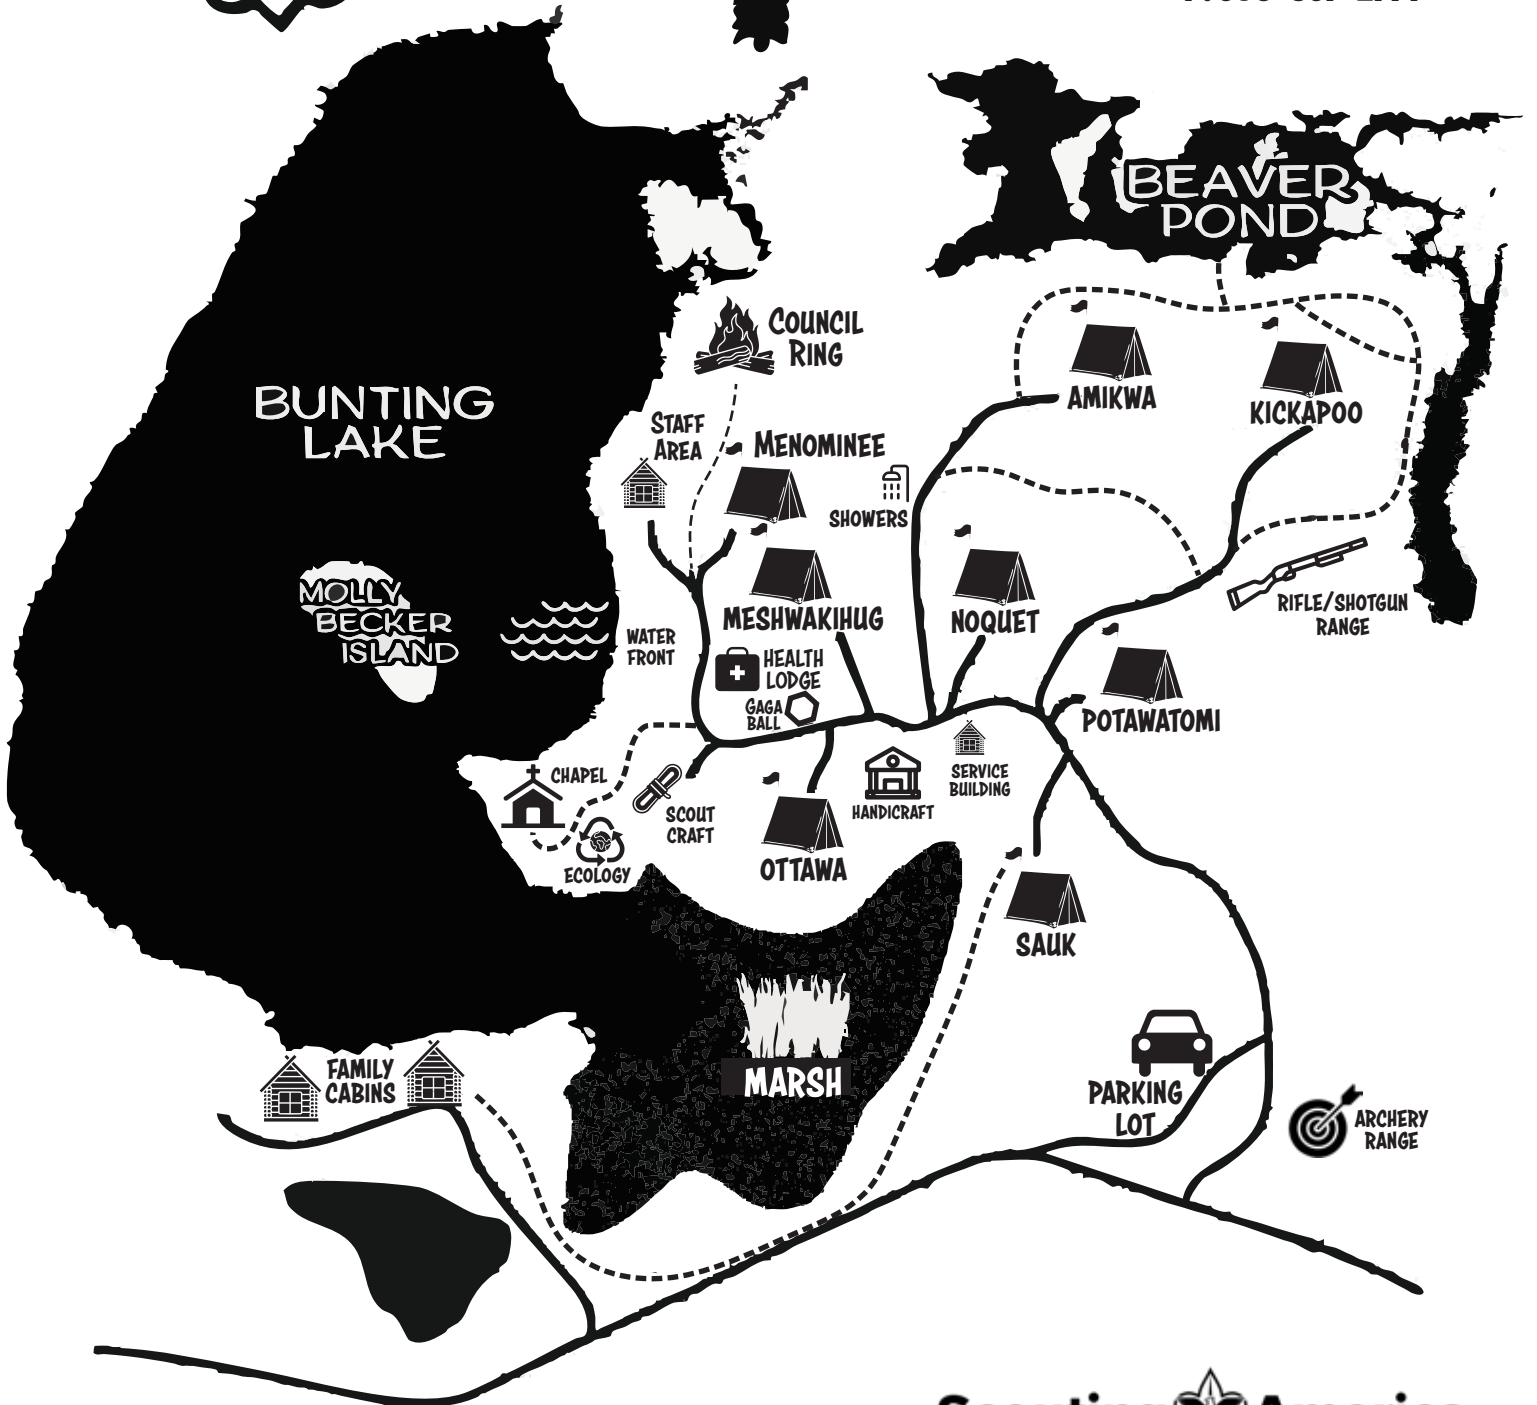 BEAVER
POND
COUNCIL
RING
BUNTING
LAKE
AMIKWA
KICKAPOO
STAFF
AREA
MENOMINEE
SHOWERS
MOLLY
BECKER
ISLAND
WATER
FRONT
MESHWAKIHUG
NOQUET
RIFLE/SHOTGUN
RANGE
HEALTH
LODGE
GAGA
BALL
POTAWATOMI
CHAPEL
SCOUT
CRAFT
ECOLOGY
OTTAWA
HANDICRAFT
SERVICE
BUILDING
SAUK
MARSH
FAMILY
CABINS
PARKING
LOT
ARCHERY
RANGE
Scouting America